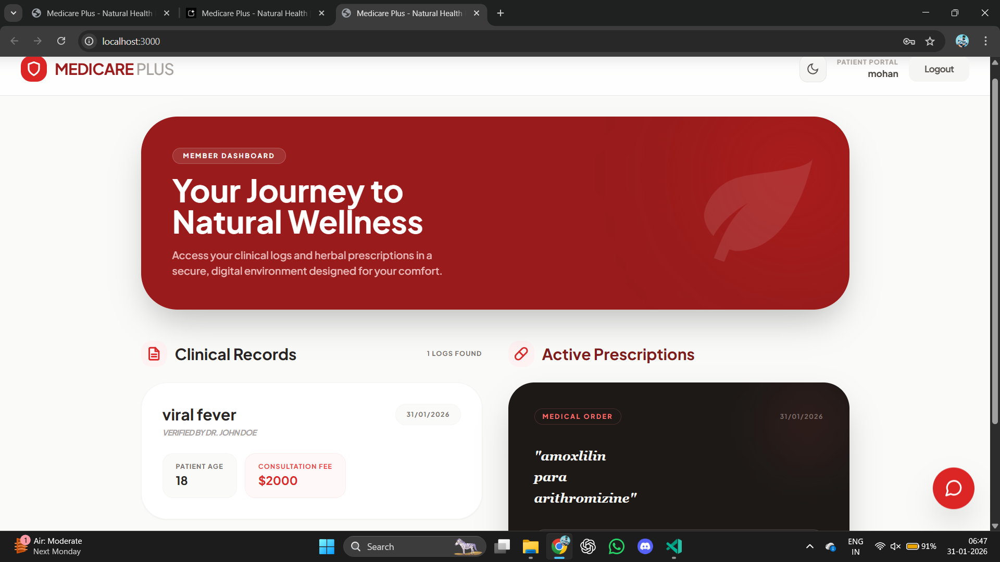 Medicare Plus - Natural Health
Medicare Plus - Natural Health
Medicare Plus - Natural Health
localhost:3000
MEDICARE PLUS
PATIENT PORTAL
mohan
Logout
MEMBER DASHBOARD
Your Journey to
Natural Wellness
Access your clinical logs and herbal prescriptions in a
secure, digital environment designed for your comfort.
Clinical Records
1 LOGS FOUND
viral fever
31/01/2026
VERIFIED BY DR. JOHN DOE
PATIENT AGE
18
CONSULTATION FEE
$2000
Active Prescriptions
MEDICAL ORDER
31/01/2026
"amoxlilin
para
arithromizine"
1
Air: Moderate
Next Monday
Search
ENG
IN
91%
06:47
31-01-2026